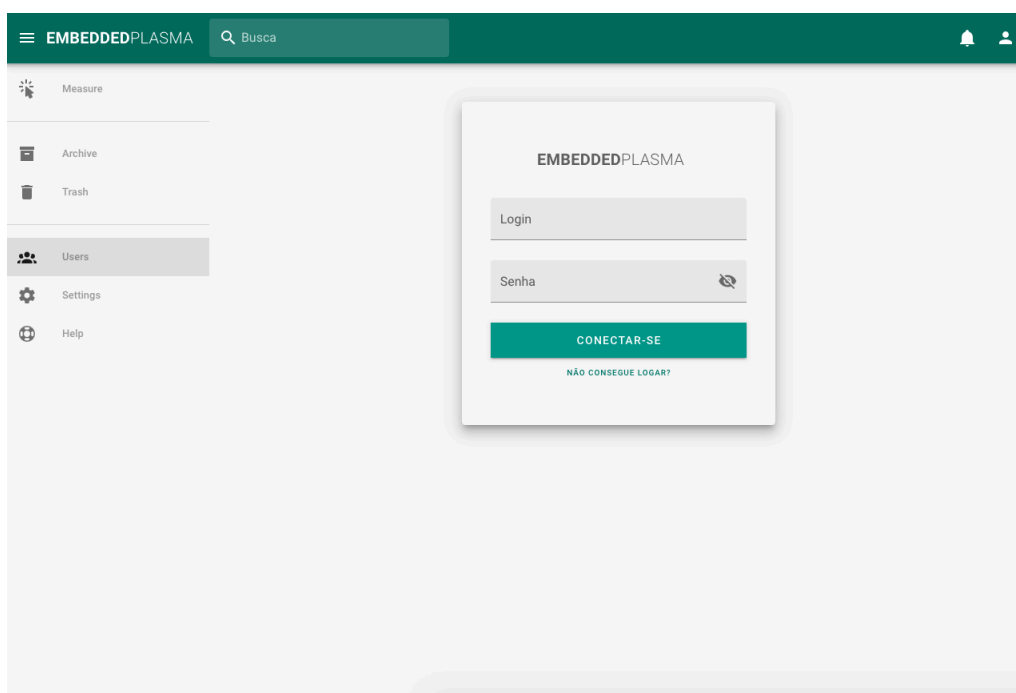 EMBEDDEDPLASMA
Busca
Measure
Archive
Trash
Users
Settings
Help
EMBEDDEDPLASMA
Login
Senha
CONECTAR-SE
NÃO CONSEGUE LOGAR?